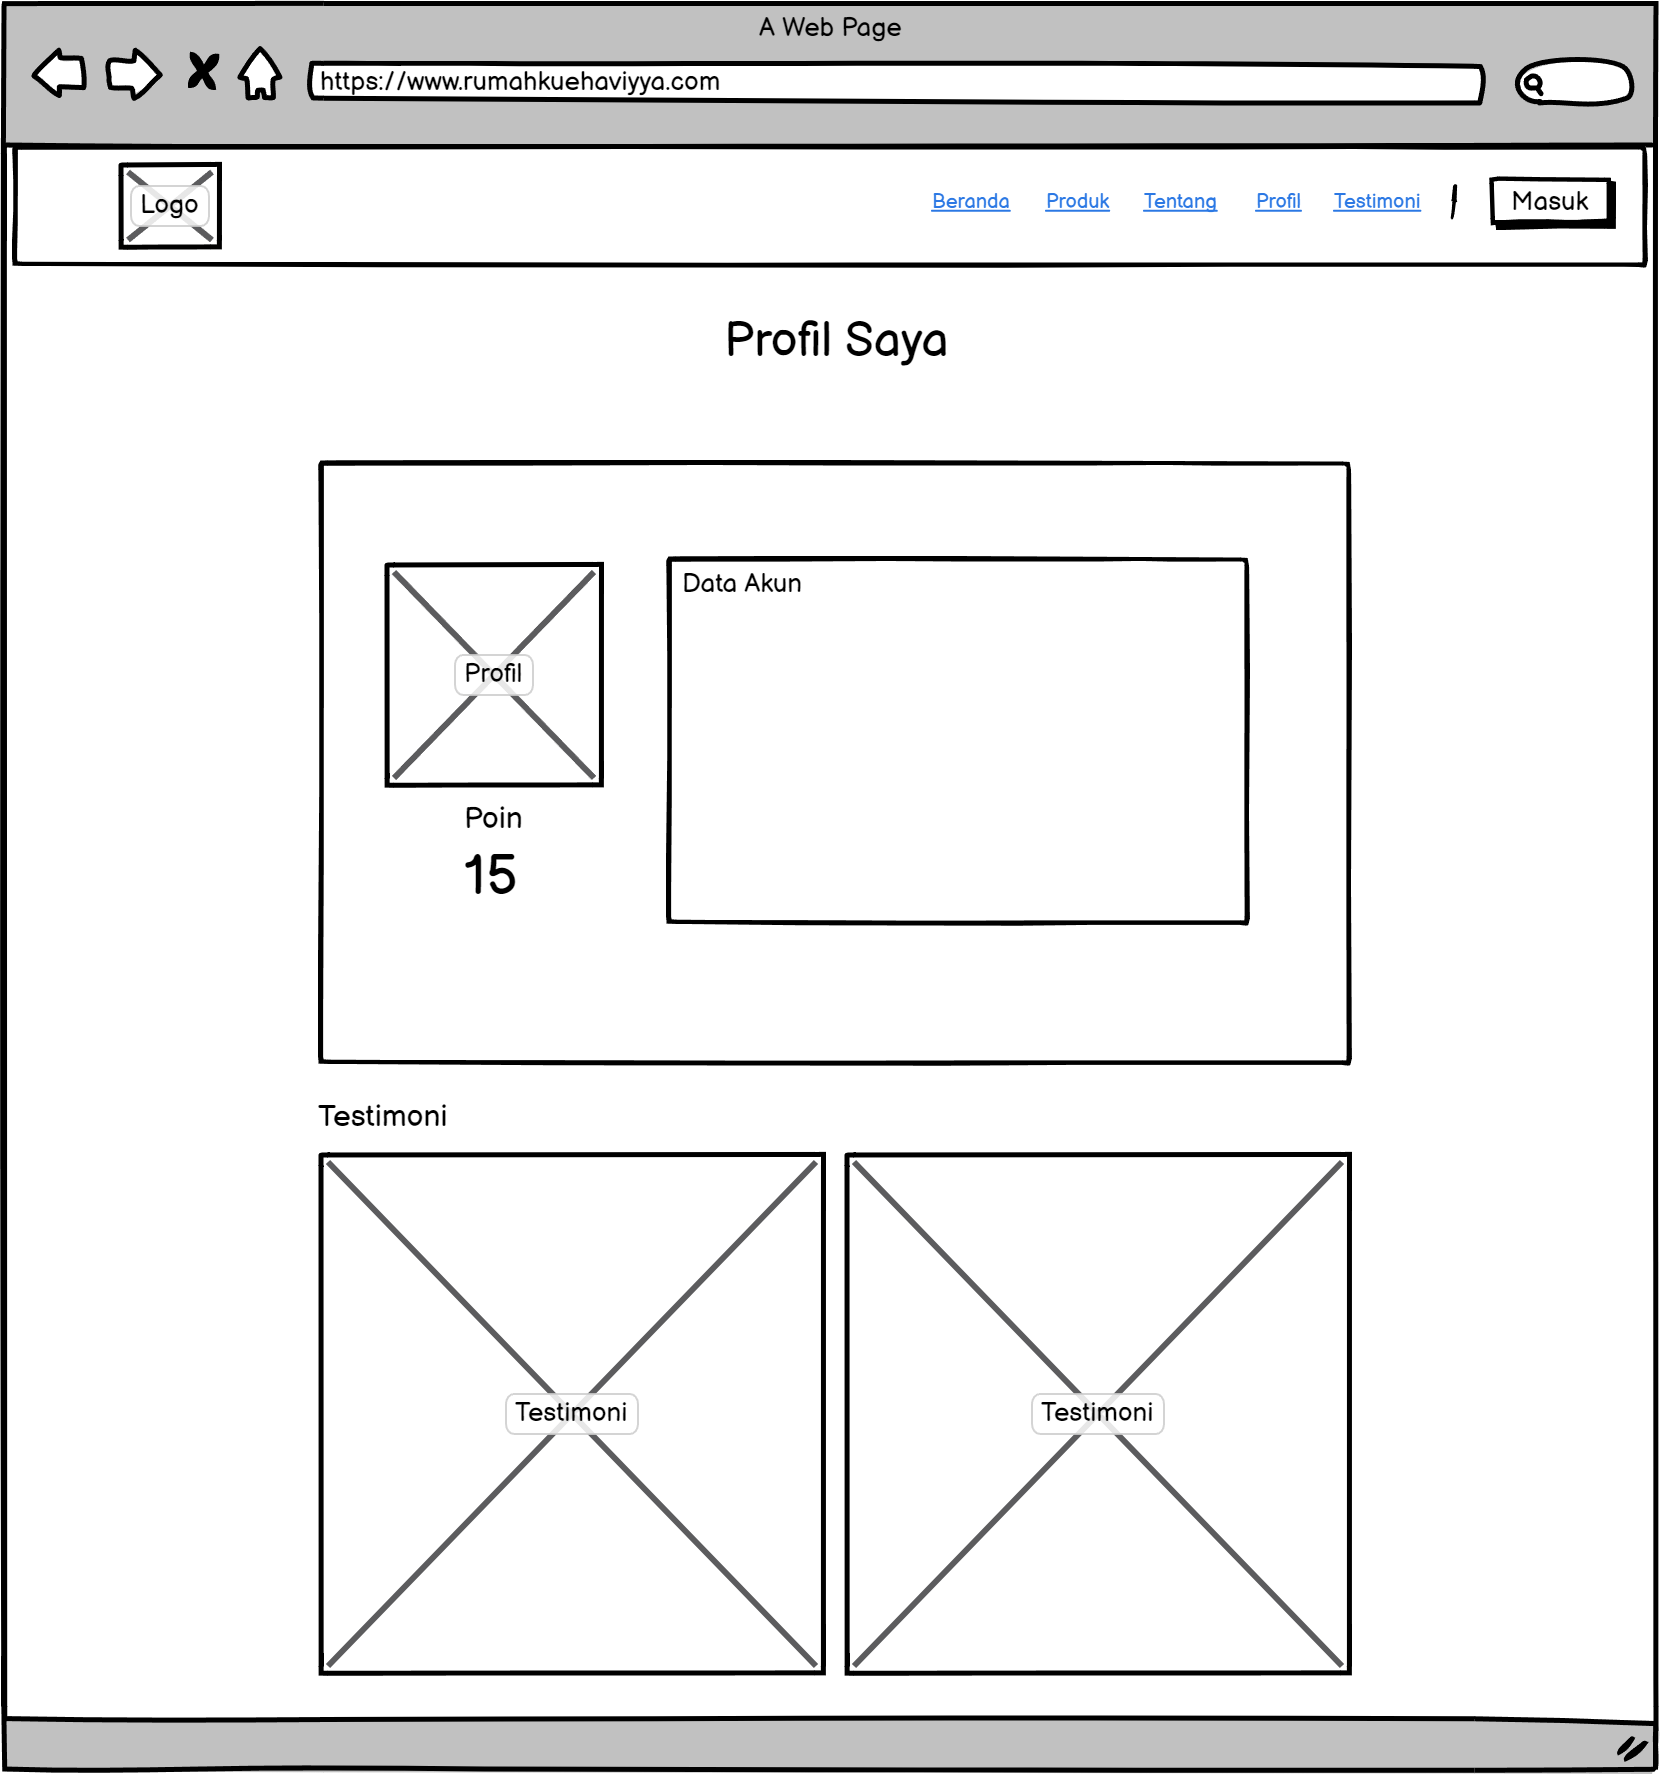 A Web Page
https://www.rumahkuehaviyya.com
Logo
Beranda Produk Tentang Profil Testimoni Masuk
Profil Saya
Data Akun
Profil
Poin
15
Testimoni
Testimoni Testimoni